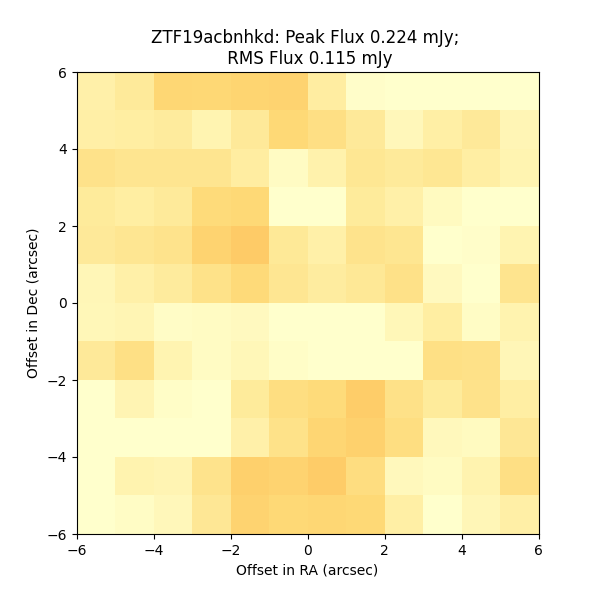 ZTF19acbnhkd: Peak Flux 0.224 mJy;
RMS Flux 0.115 mJy
6
4
2
0
−2
−4
−6
Offset in Dec (arcsec)
−6 −4 −2 0 2 4 6
Offset in RA (arcsec)